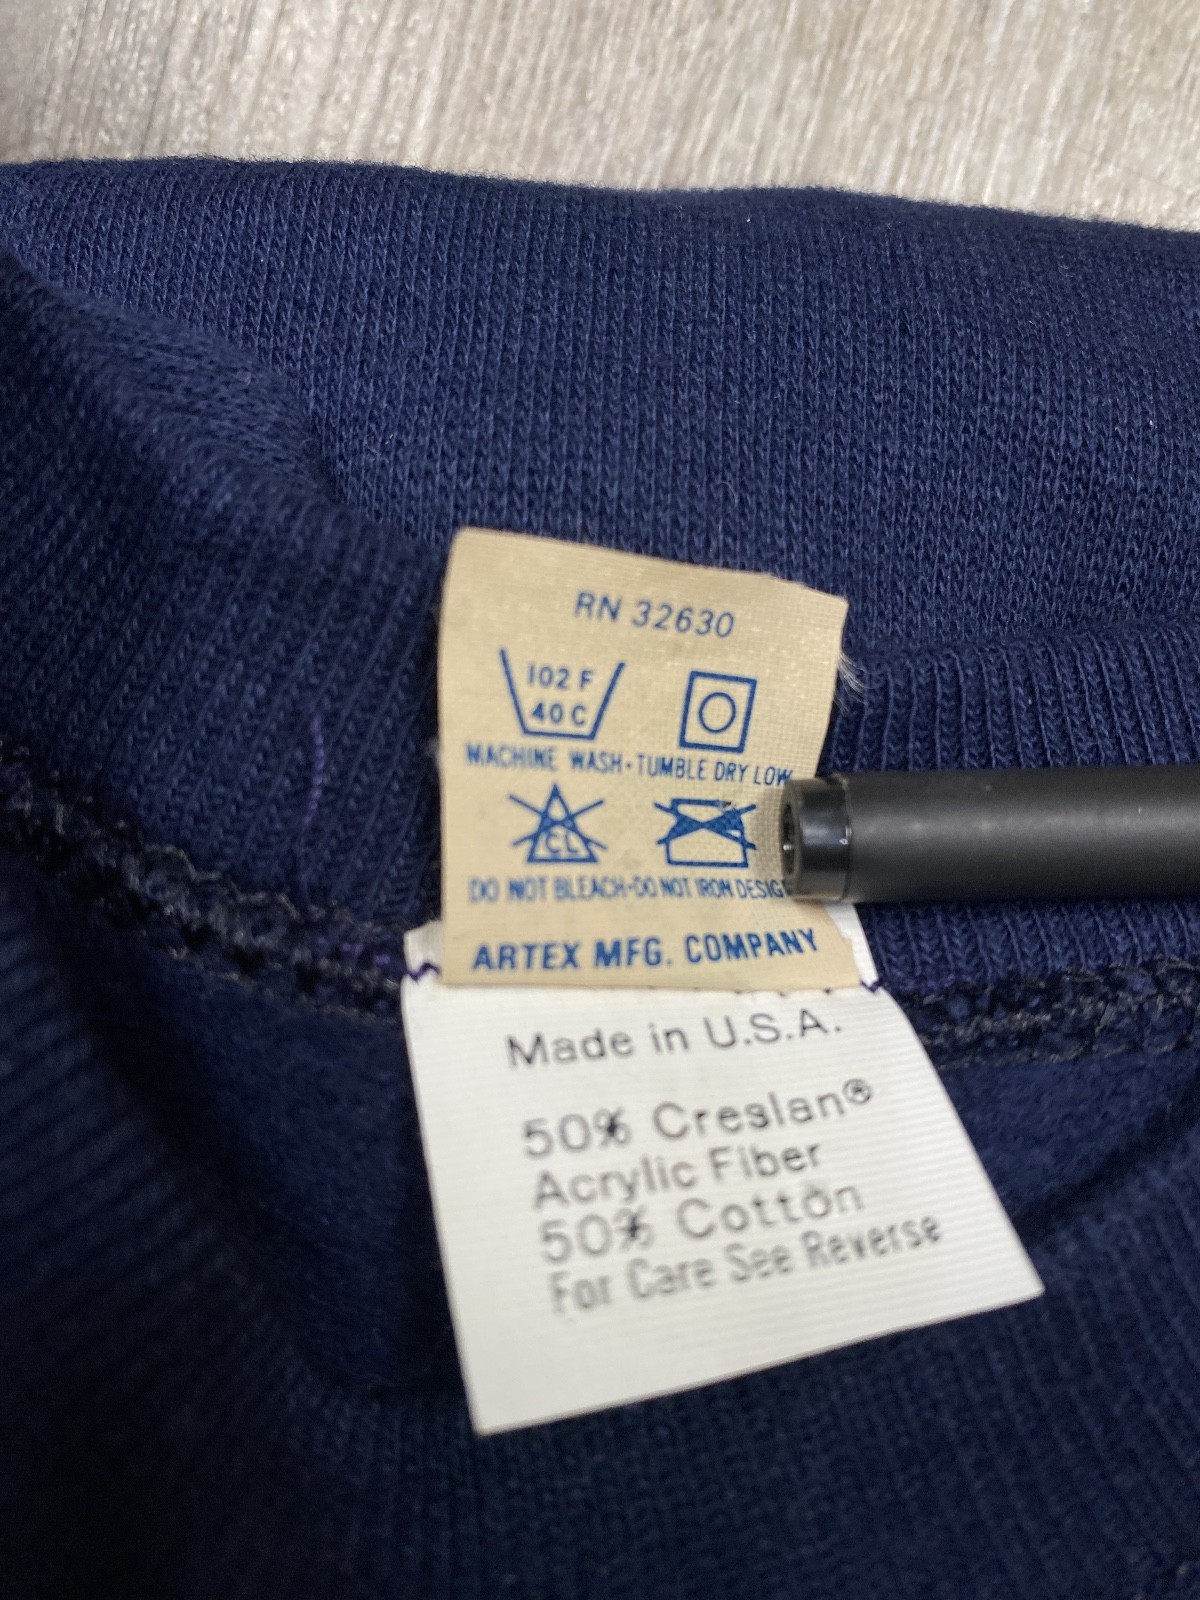 RN 32630
102 F
40 C
MACHINE WASH·TUMBLE DRY LOW
CL
DO NOT BLEACH·DO NOT IRON
ARTEX MFG. COMPANY
Made in U.S.A.
50% Creslan®
Acrylic Fiber
50% Cotton
For Care See Reverse